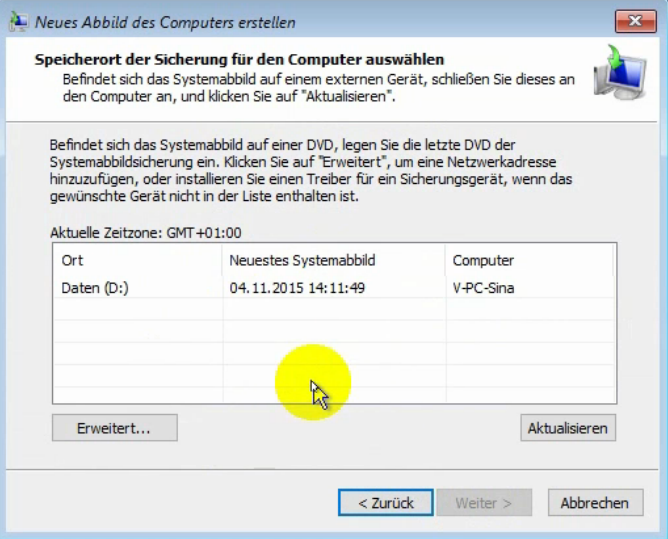 Neues Abbild des Computers erstellen
Speicherort der Sicherung für den Computer auswählen
Befindet sich das Systemabbild auf einem externen Gerät, schließen Sie dieses an
den Computer an, und klicken Sie auf "Aktualisieren".
Befindet sich das Systemabbild auf einer DVD, legen Sie die letzte DVD der
Systemabbildsicherung ein. Klicken Sie auf "Erweitert", um eine Netzwerkadresse
hinzuzufügen, oder installieren Sie einen Treiber für ein Sicherungsgerät, wenn das
gewünschte Gerät nicht in der Liste enthalten ist.
Aktuelle Zeitzone: GMT+01:00
Ort Neuestes Systemabbild Computer
Daten (D:) 04.11.2015 14:11:49 V-PC-Sina
Erweitert... Aktualisieren
< Zurück Weiter > Abbrechen